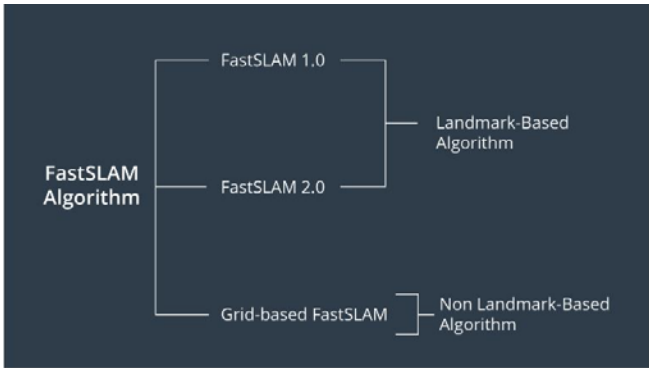 FastSLAM 1.0
Landmark-Based
Algorithm
FastSLAM
Algorithm
FastSLAM 2.0
Grid-based FastSLAM
Non Landmark-Based
Algorithm